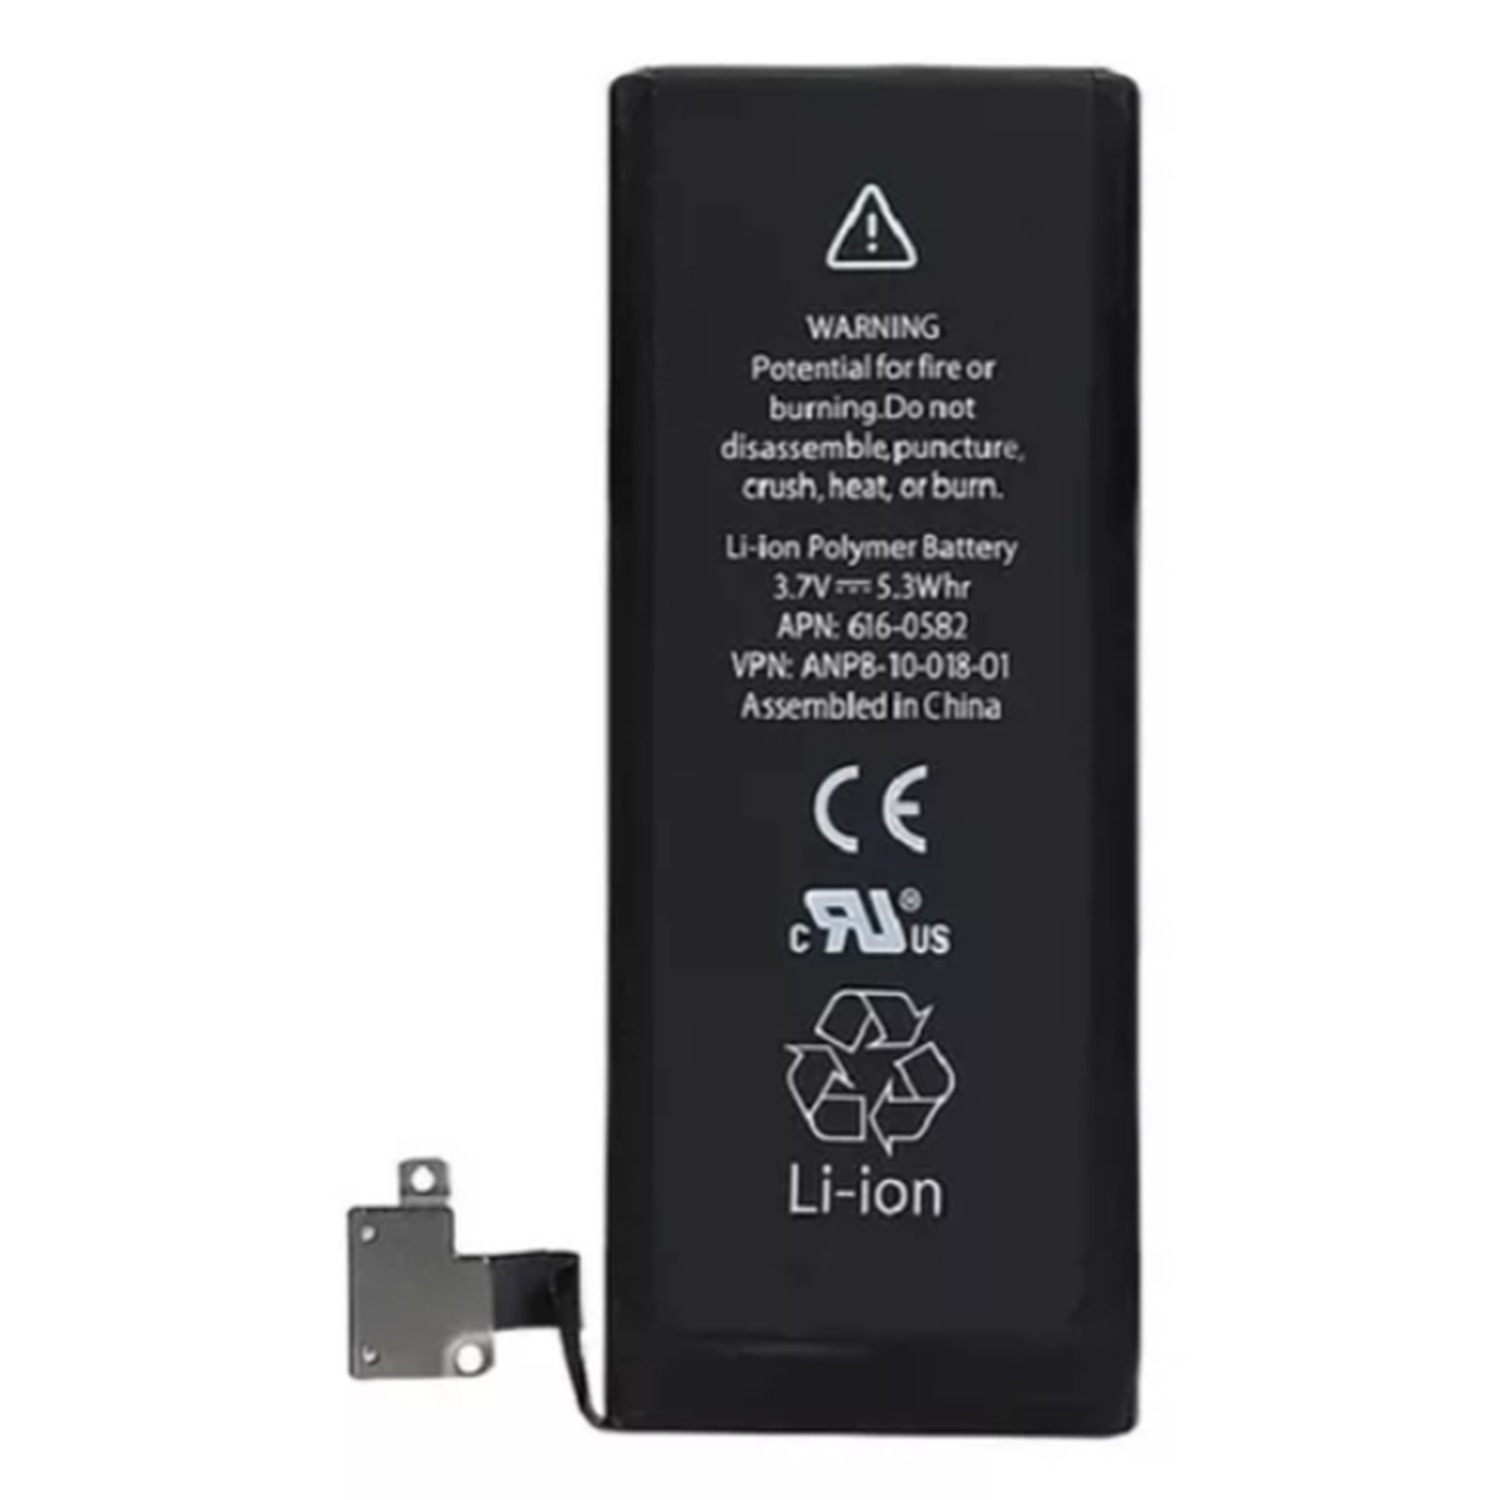 WARNING
Potential for fire or
burning.Do not
disassemble,puncture,
crush, heat, or burn.
Li-ion Polymer Battery
3.7V⎓5.3Whr
APN: 616-0582
VPN: ANPB-10-018-01
Assembled in China
CE
c RU ® US
Li-ion